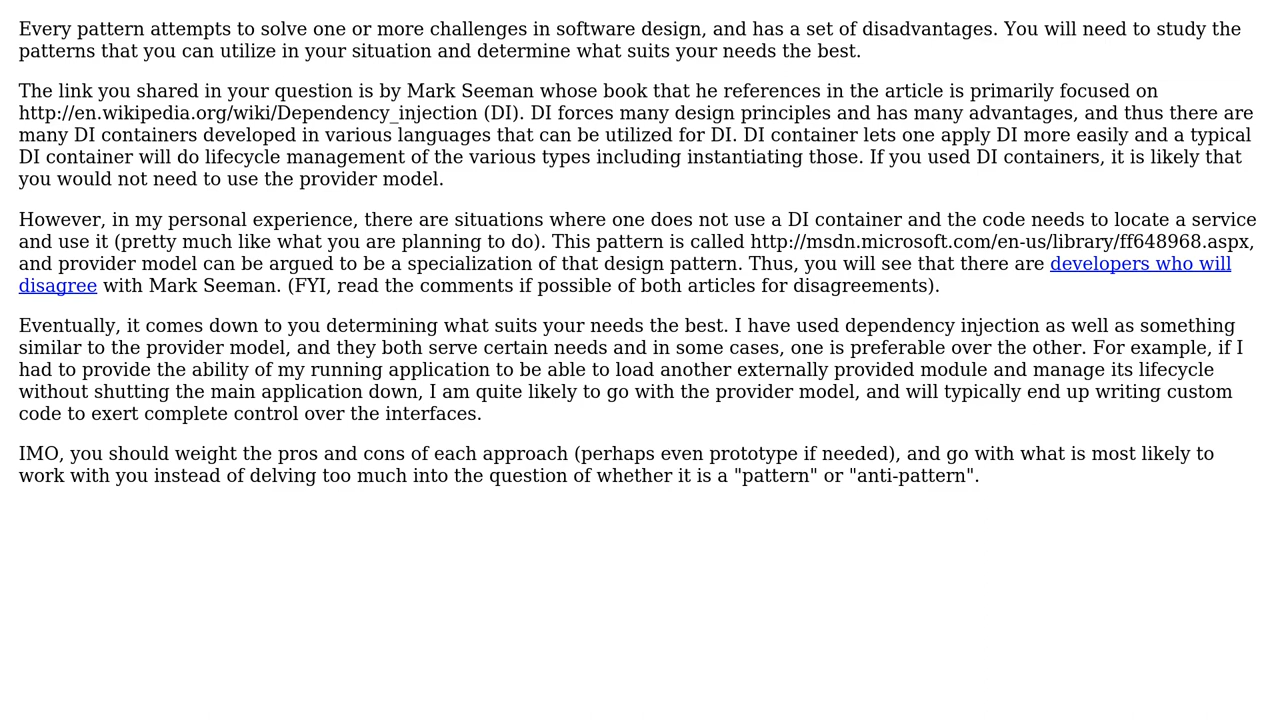 Every pattern attempts to solve one or more challenges in software design, and has a set of disadvantages. You will need to study the
patterns that you can utilize in your situation and determine what suits your needs the best.
The link you shared in your question is by Mark Seeman whose book that he references in the article is primarily focused on
http://en.wikipedia.org/wiki/Dependency_injection (DI). DI forces many design principles and has many advantages, and thus there are
many DI containers developed in various languages that can be utilized for DI. DI container lets one apply DI more easily and a typical
DI container will do lifecycle management of the various types including instantiating those. If you used DI containers, it is likely that
you would not need to use the provider model.
However, in my personal experience, there are situations where one does not use a DI container and the code needs to locate a service
and use it (pretty much like what you are planning to do). This pattern is called http://msdn.microsoft.com/en-us/library/ff648968.aspx,
and provider model can be argued to be a specialization of that design pattern. Thus, you will see that there are developers who will
disagree with Mark Seeman. (FYI, read the comments if possible of both articles for disagreements).
Eventually, it comes down to you determining what suits your needs the best. I have used dependency injection as well as something
similar to the provider model, and they both serve certain needs and in some cases, one is preferable over the other. For example, if I
had to provide the ability of my running application to be able to load another externally provided module and manage its lifecycle
without shutting the main application down, I am quite likely to go with the provider model, and will typically end up writing custom
code to exert complete control over the interfaces.
IMO, you should weight the pros and cons of each approach (perhaps even prototype if needed), and go with what is most likely to
work with you instead of delving too much into the question of whether it is a "pattern" or "anti-pattern".